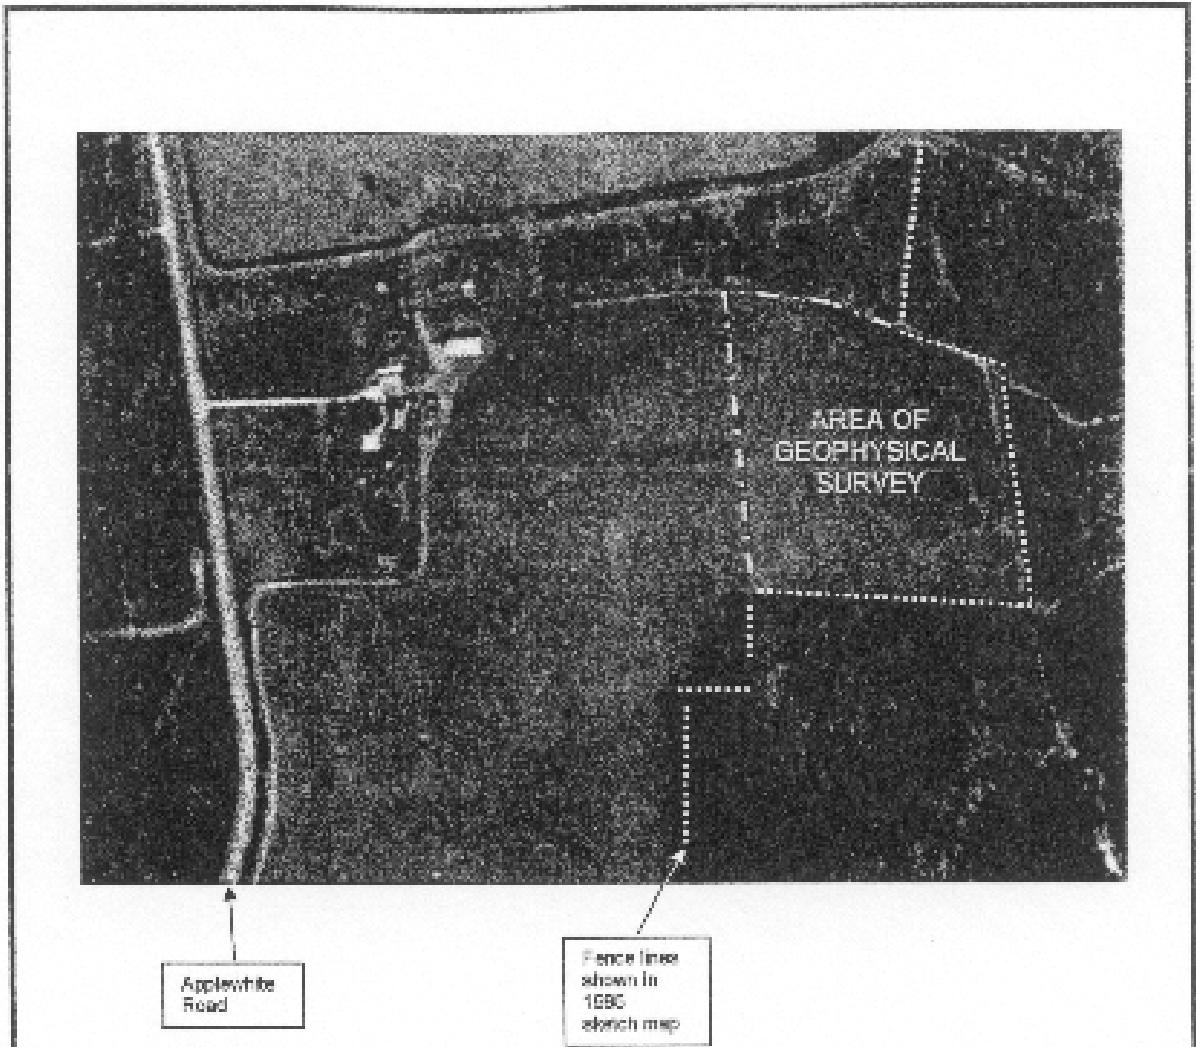 AREA OF
GEOPHYSICAL
SURVEY
Applewhite
Road
Fence lines
shown in
sketch map